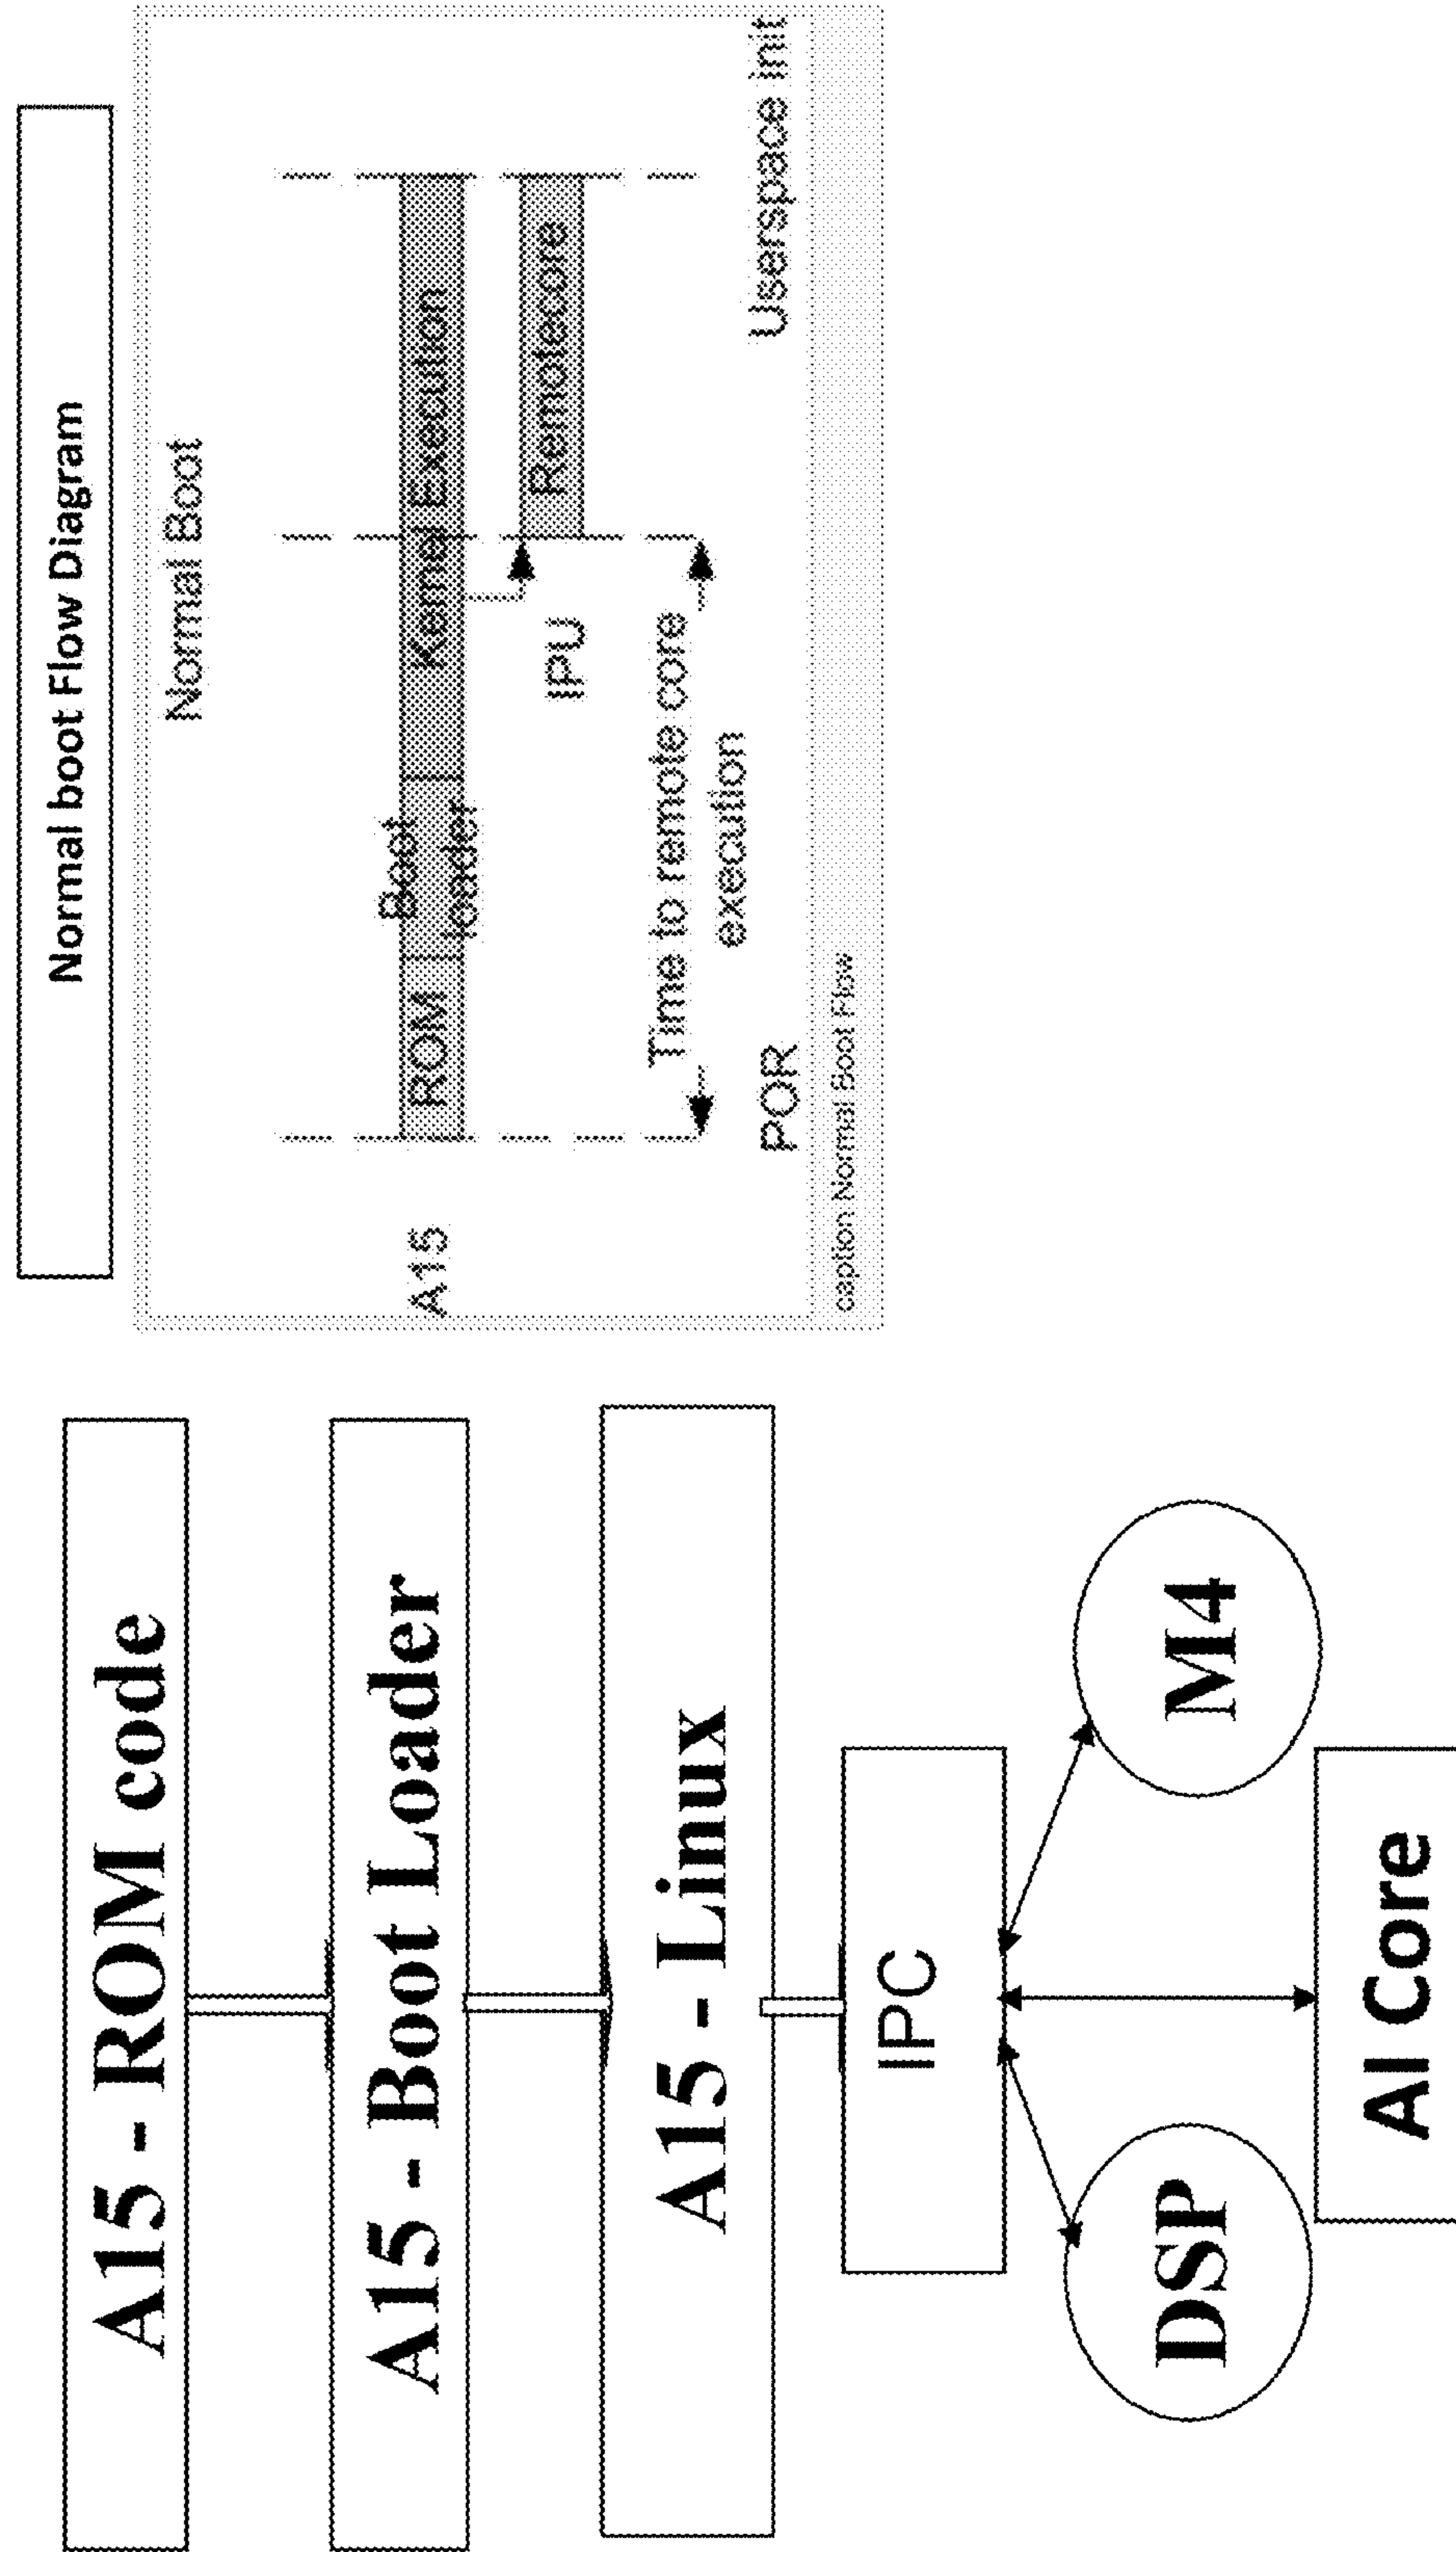 A15 - ROM code
A15 - Boot Loader
A15 - Linux
IPC
DSP
M4
AI Core
Normal boot Flow Diagram
Normal Boot
A15
ROM
Boot
loader
Kernel Execution
IPU
Remotecore
Time to remote core
execution
POR
Userspace init
caption Normal Boot Flow